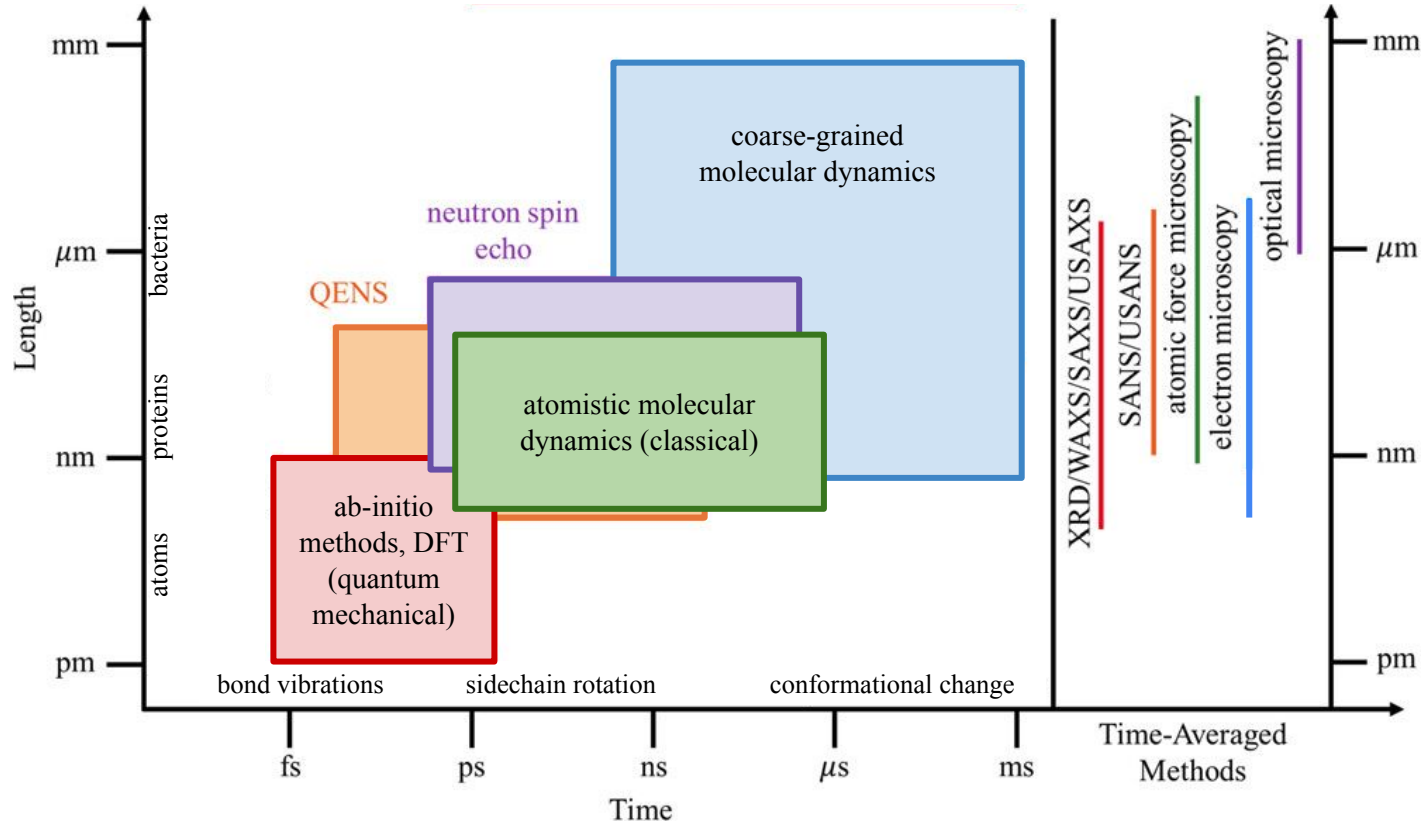 mm
μm
nm
pm
Length
bacteria
proteins
atoms
QENS
neutron spin
echo
coarse-grained
molecular dynamics
atomistic molecular
dynamics (classical)
ab-initio
methods, DFT
(quantum
mechanical)
bond vibrations
sidechain rotation
conformational change
fs
ps
ns
μs
ms
Time
XRD/WAXS/SAXS/USAXS
SANS/USANS
atomic force microscopy
electron microscopy
optical microscopy
mm
μm
nm
pm
Time-Averaged
Methods